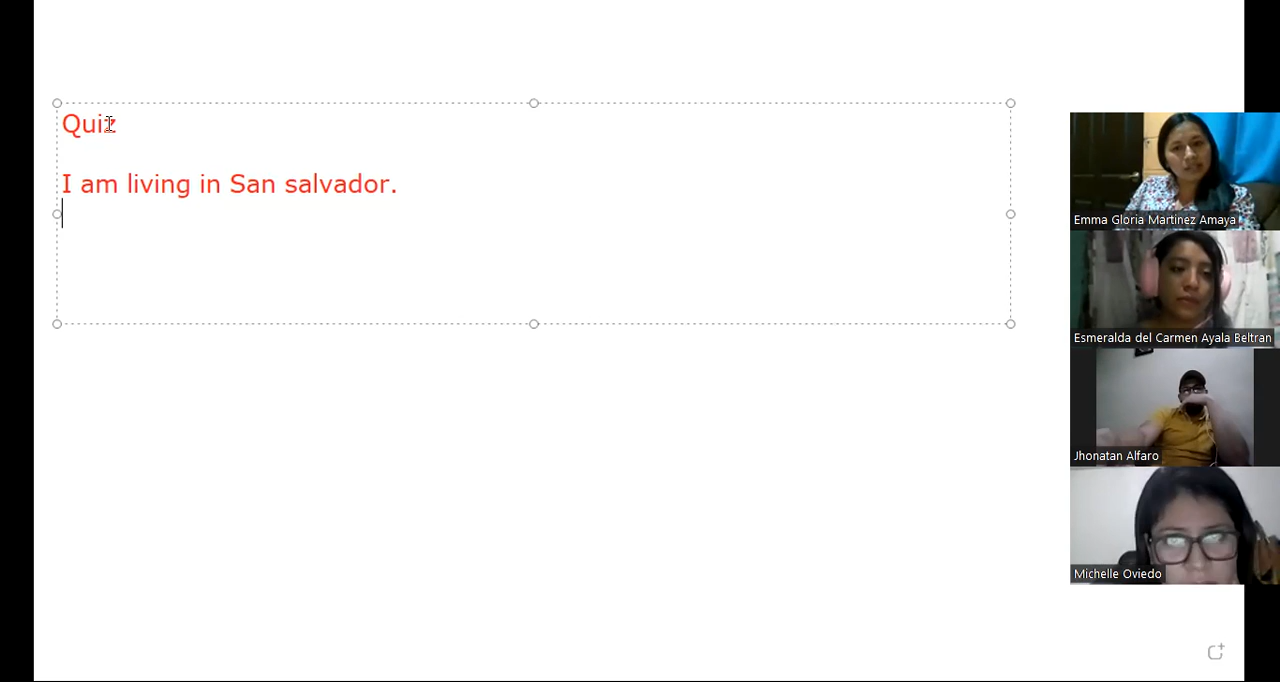 Quiz
I am living in San salvador.
Emma Gloria Martinez Amaya
Esmeralda del Carmen Ayala Beltran
Jhonatan Alfaro
Michelle Oviedo